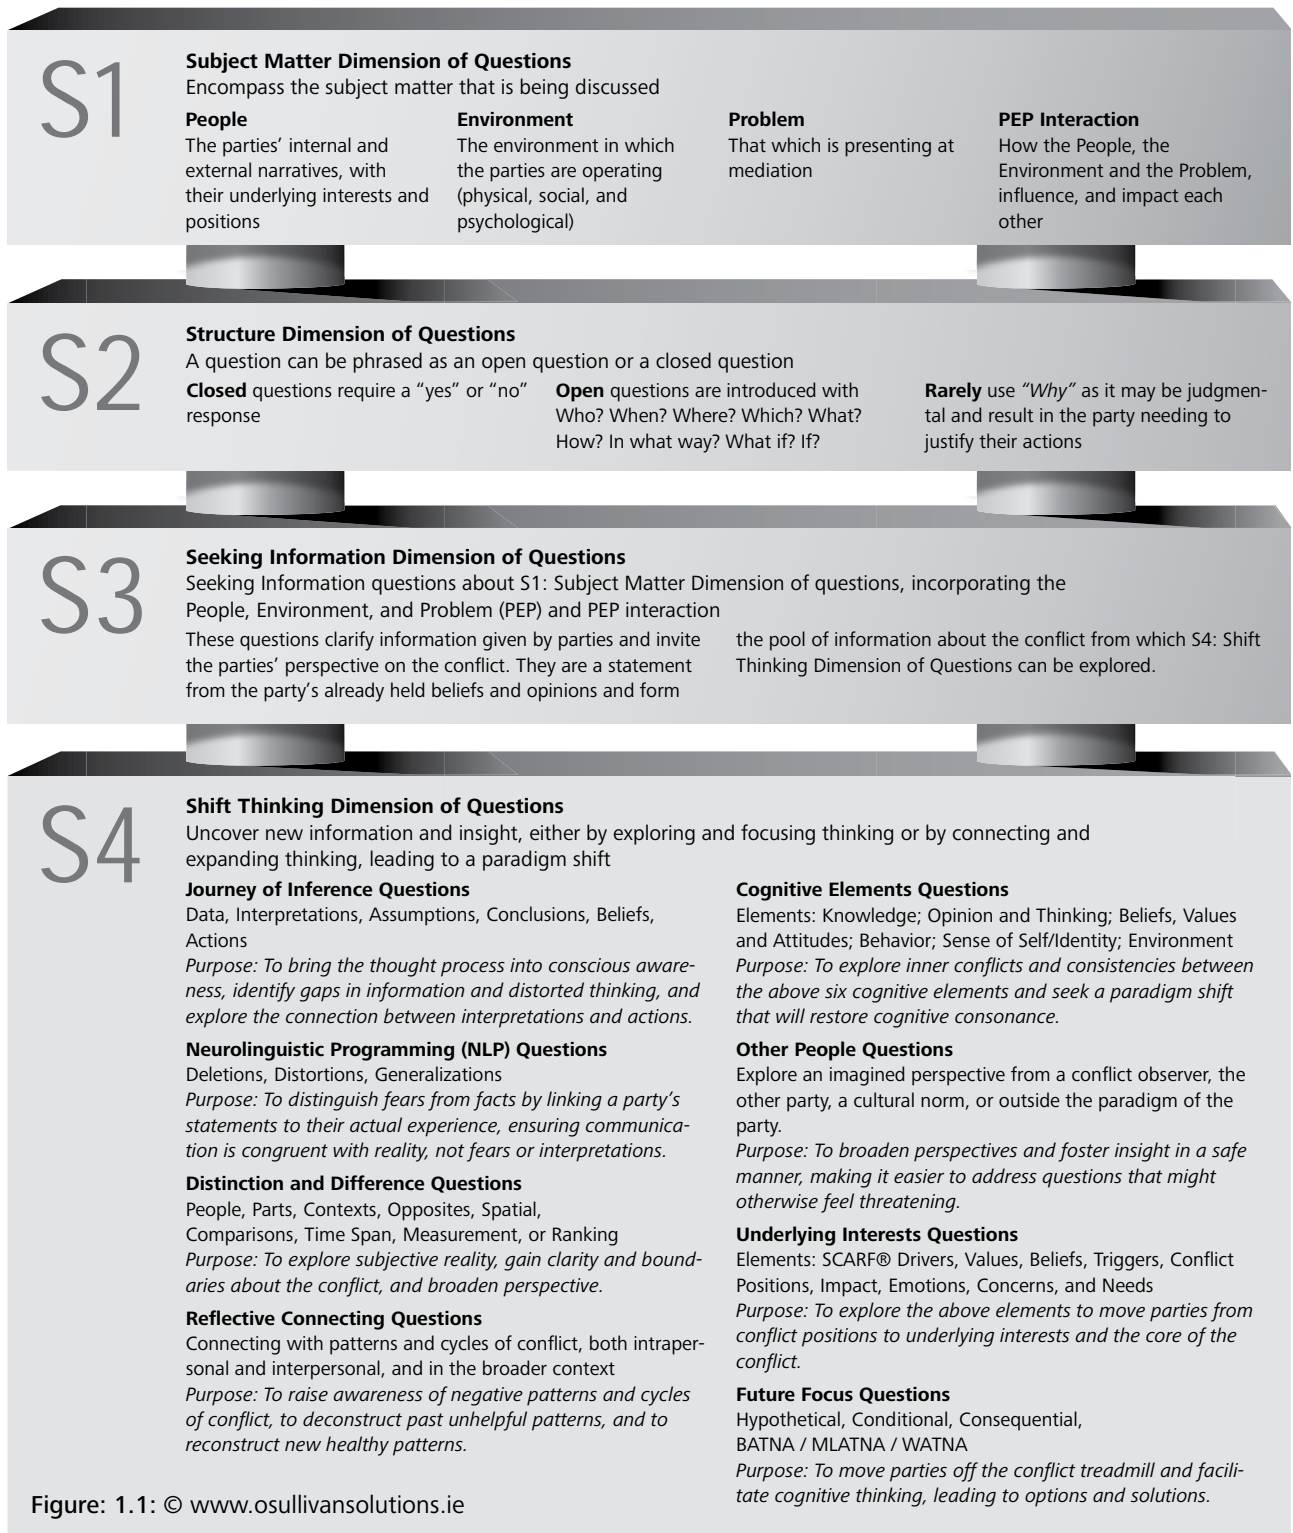 S1
Subject Matter Dimension of Questions
Encompass the subject matter that is being discussed
People
The parties’ internal and
external narratives, with
their underlying interests and
positions
Environment
The environment in which
the parties are operating
(physical, social, and
psychological)
Problem
That which is presenting at
mediation
PEP Interaction
How the People, the
Environment and the Problem,
influence, and impact each
other
S2
Structure Dimension of Questions
A question can be phrased as an open question or a closed question
Closed questions require a “yes” or “no”
response
Open questions are introduced with
Who? When? Where? Which? What?
How? In what way? What if? If?
Rarely use “Why” as it may be judgmen-
tal and result in the party needing to
justify their actions
S3
Seeking Information Dimension of Questions
Seeking Information questions about S1: Subject Matter Dimension of questions, incorporating the
People, Environment, and Problem (PEP) and PEP interaction
These questions clarify information given by parties and invite
the parties’ perspective on the conflict. They are a statement
from the party’s already held beliefs and opinions and form
the pool of information about the conflict from which S4: Shift
Thinking Dimension of Questions can be explored.
S4
Shift Thinking Dimension of Questions
Uncover new information and insight, either by exploring and focusing thinking or by connecting and
expanding thinking, leading to a paradigm shift
Journey of Inference Questions
Data, Interpretations, Assumptions, Conclusions, Beliefs,
Actions
Purpose: To bring the thought process into conscious aware-
ness, identify gaps in information and distorted thinking, and
explore the connection between interpretations and actions.
Neurolinguistic Programming (NLP) Questions
Deletions, Distortions, Generalizations
Purpose: To distinguish fears from facts by linking a party’s
statements to their actual experience, ensuring communica-
tion is congruent with reality, not fears or interpretations.
Distinction and Difference Questions
People, Parts, Contexts, Opposites, Spatial,
Comparisons, Time Span, Measurement, or Ranking
Purpose: To explore subjective reality, gain clarity and bound-
aries about the conflict, and broaden perspective.
Reflective Connecting Questions
Connecting with patterns and cycles of conflict, both intraper-
sonal and interpersonal, and in the broader context
Purpose: To raise awareness of negative patterns and cycles
of conflict, to deconstruct past unhelpful patterns, and to
reconstruct new healthy patterns.
Cognitive Elements Questions
Elements: Knowledge; Opinion and Thinking; Beliefs, Values
and Attitudes; Behavior; Sense of Self/Identity; Environment
Purpose: To explore inner conflicts and consistencies between
the above six cognitive elements and seek a paradigm shift
that will restore cognitive consonance.
Other People Questions
Explore an imagined perspective from a conflict observer, the
other party, a cultural norm, or outside the paradigm of the
party.
Purpose: To broaden perspectives and foster insight in a safe
manner, making it easier to address questions that might
otherwise feel threatening.
Underlying Interests Questions
Elements: SCARF® Drivers, Values, Beliefs, Triggers, Conflict
Positions, Impact, Emotions, Concerns, and Needs
Purpose: To explore the above elements to move parties from
conflict positions to underlying interests and the core of the
conflict.
Future Focus Questions
Hypothetical, Conditional, Consequential,
BATNA / MLATNA / WATNA
Purpose: To move parties off the conflict treadmill and facili-
tate cognitive thinking, leading to options and solutions.
Figure: 1.1: © www.osullivansolutions.ie